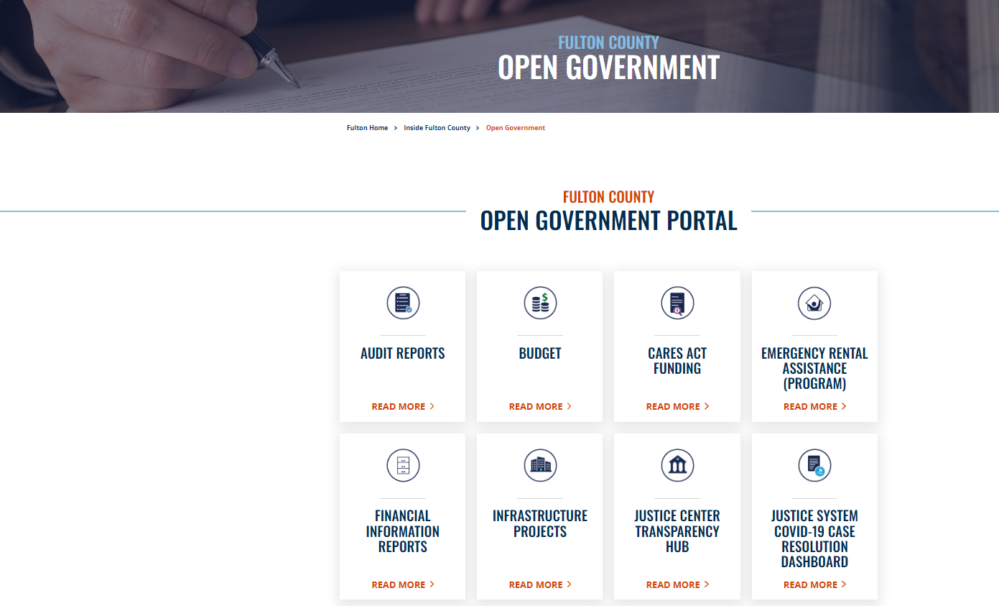 FULTON COUNTY
OPEN GOVERNMENT
Fulton Home > Inside Fulton County > Open Government
FULTON COUNTY
OPEN GOVERNMENT PORTAL
AUDIT REPORTS
READ MORE >
BUDGET
READ MORE >
CARES ACT
FUNDING
READ MORE >
EMERGENCY RENTAL
ASSISTANCE
(PROGRAM)
READ MORE >
FINANCIAL
INFORMATION
REPORTS
READ MORE >
INFRASTRUCTURE
PROJECTS
READ MORE >
JUSTICE CENTER
TRANSPARENCY
HUB
READ MORE >
JUSTICE SYSTEM
COVID-19 CASE
RESOLUTION
DASHBOARD
READ MORE >